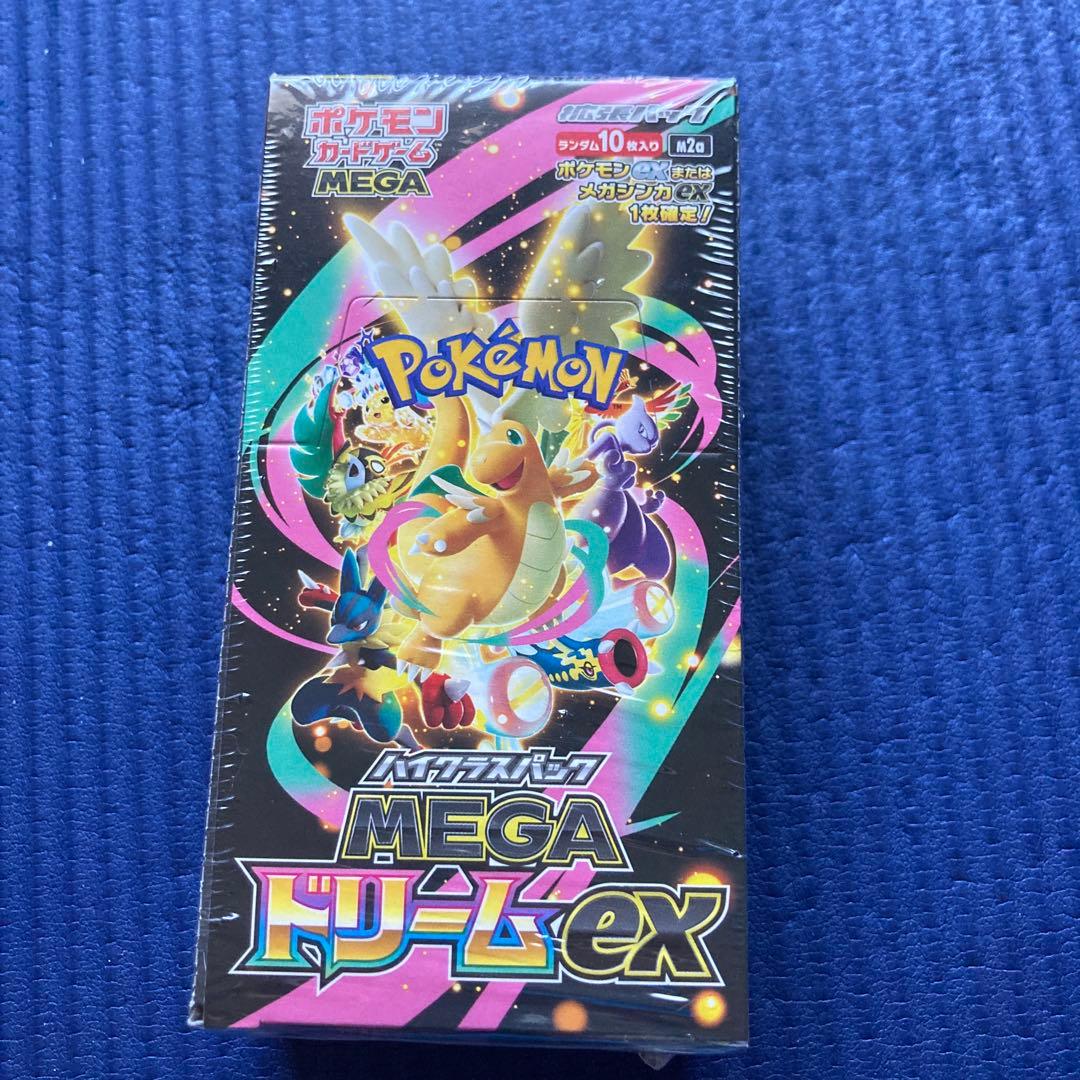 ポケモン
カードゲーム
MEGA
拡張パック
ランダム10枚入り M2a
ポケモンexまたは
メガシンカex
1枚確定!
POKéMON
TM
ハイクラスパック
MEGA
ドリームex